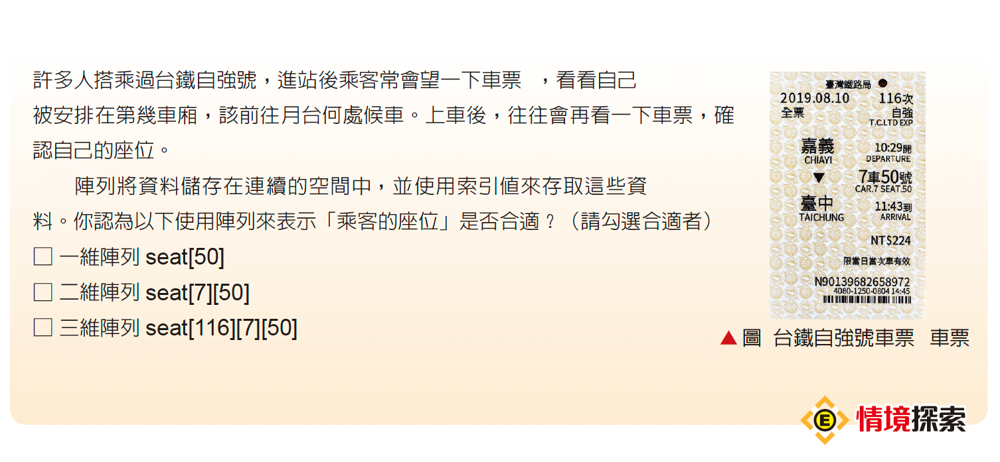 許多人搭乘過台鐵自強號，進站後乘客常會望一下車票　，看看自己
被安排在第幾車廂，該前往月台何處候車。上車後，往往會再看一下車票，確
認自己的座位。
陣列將資料儲存在連續的空間中，並使用索引值來存取這些資
料。你認為以下使用陣列來表示「乘客的座位」是否合適？（請勾選合適者）
□ 一維陣列 seat[50]
□ 二維陣列 seat[7][50]
□ 三維陣列 seat[116][7][50]
臺灣鐵路局
2019.08.10 116次
全票 自強
T.C.LTD EXP
嘉義 10:29開
CHIAYI DEPARTURE
▼ 7車50號
CAR.7 SEAT.50
臺中 11:43到
TAICHUNG ARRIVAL
NT$224
限當日當次車有效
N90139682658972
4080-1250-0804 14:45
▲圖 台鐵自強號車票 車票
E 情境探索